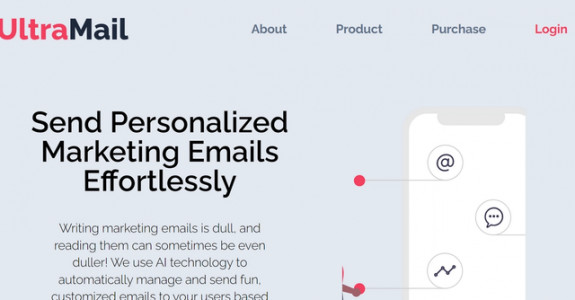 UltraMail
About Product Purchase Login
Send Personalized
Marketing Emails
Effortlessly
@
Writing marketing emails is dull, and
reading them can sometimes be even
duller! We use AI technology to
automatically manage and send fun,
customized emails to your users based